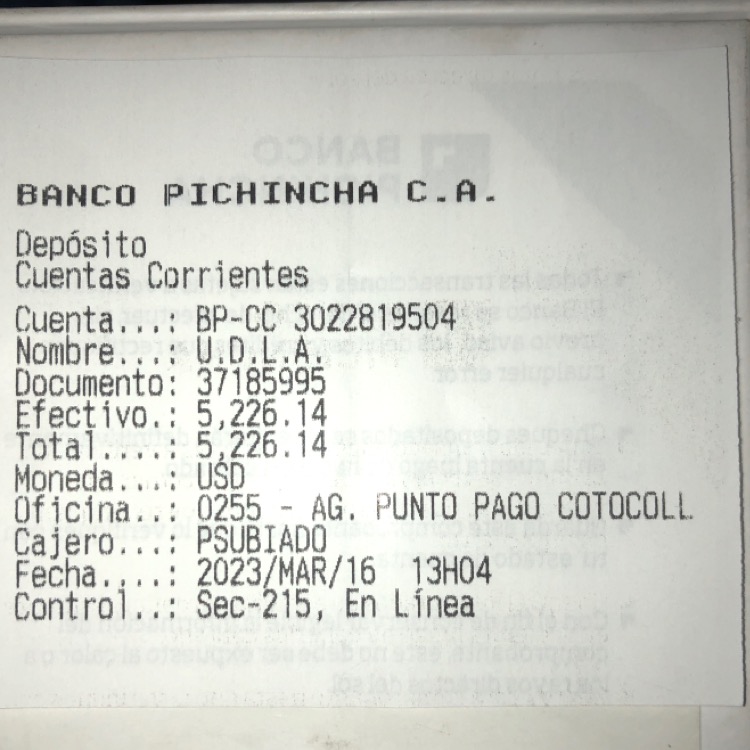 BANCO PICHINCHA C.A.
Depósito
Cuentas Corrientes
Cuenta...: BP-CC 3022819504
Nombre...: U.D.L.A.
Documento: 37185995
Efectivo.: 5,226.14
Total....: 5,226.14
Moneda...: USD
Oficina..: 0255 - AG. PUNTO PAGO COTOCOLL
Cajero...: PSUBIADO
Fecha....: 2023/MAR/16 13H04
Control..: Sec-215, En Línea